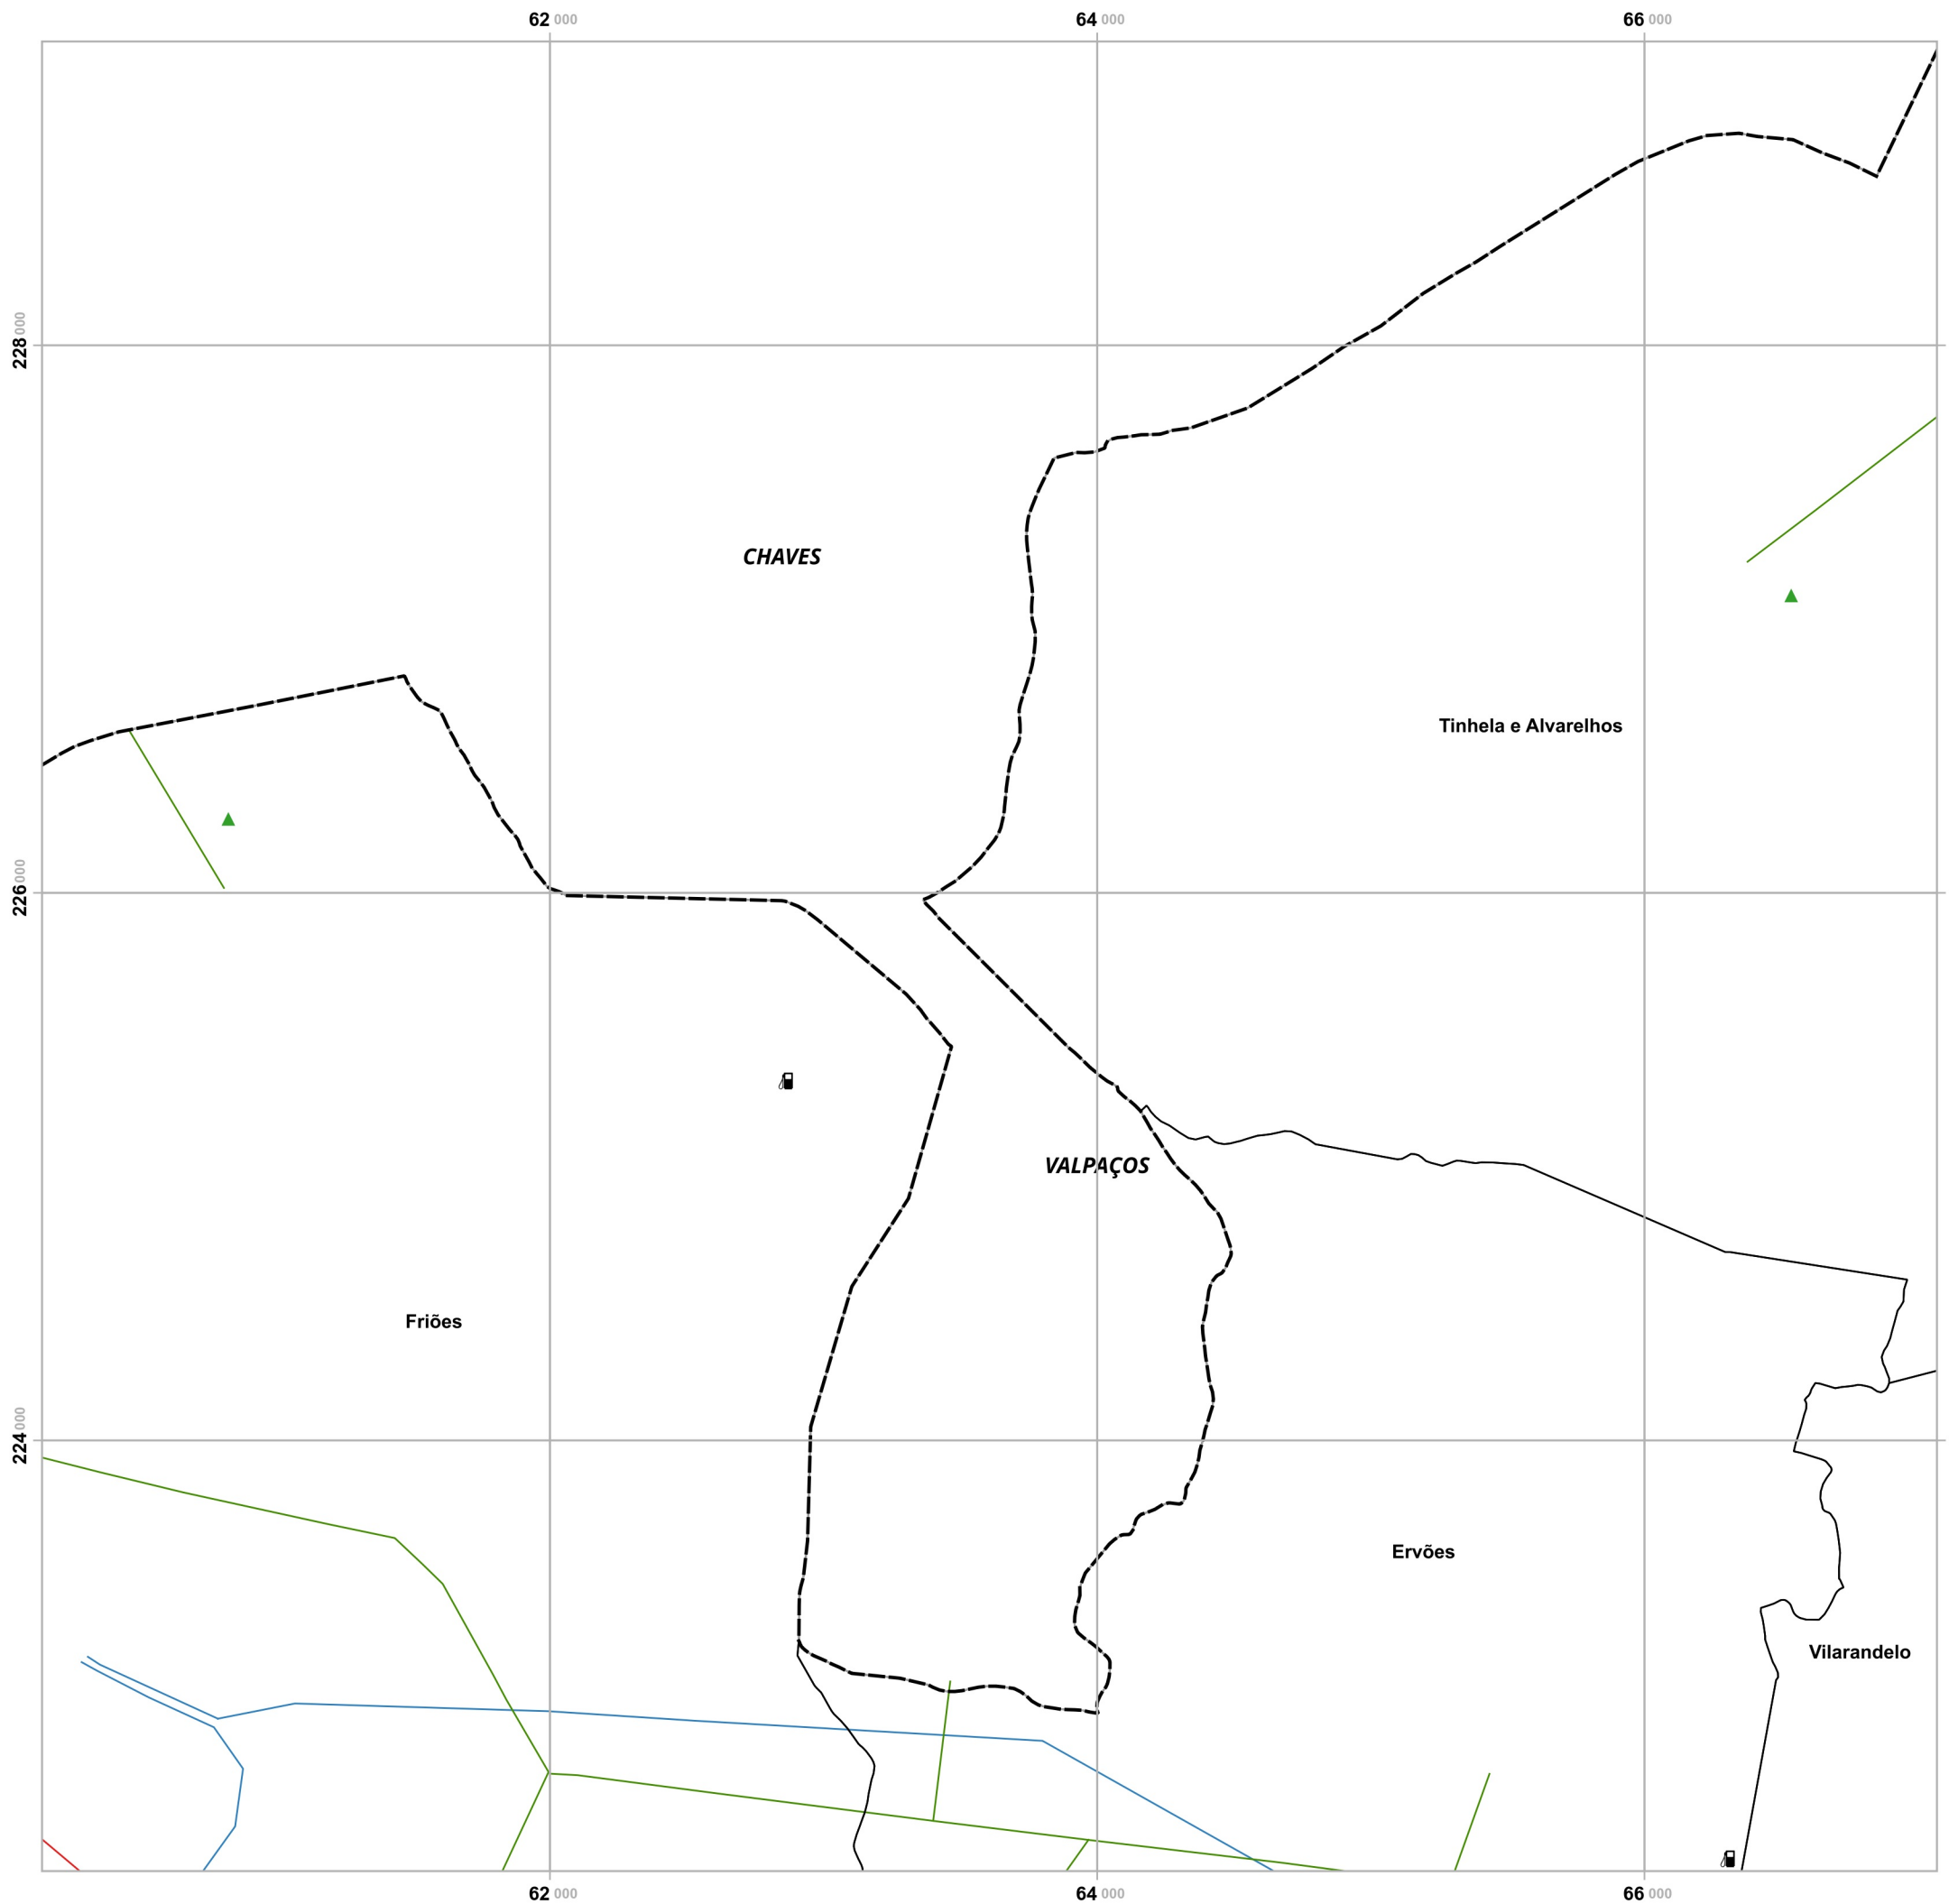 62 000 64 000 66 000
228 000
CHAVES
Tinhela e Alvarelhos
226 000
VALPAÇOS
Friões
224 000
Ervões
Vilarandelo
62 000 64 000 66 000